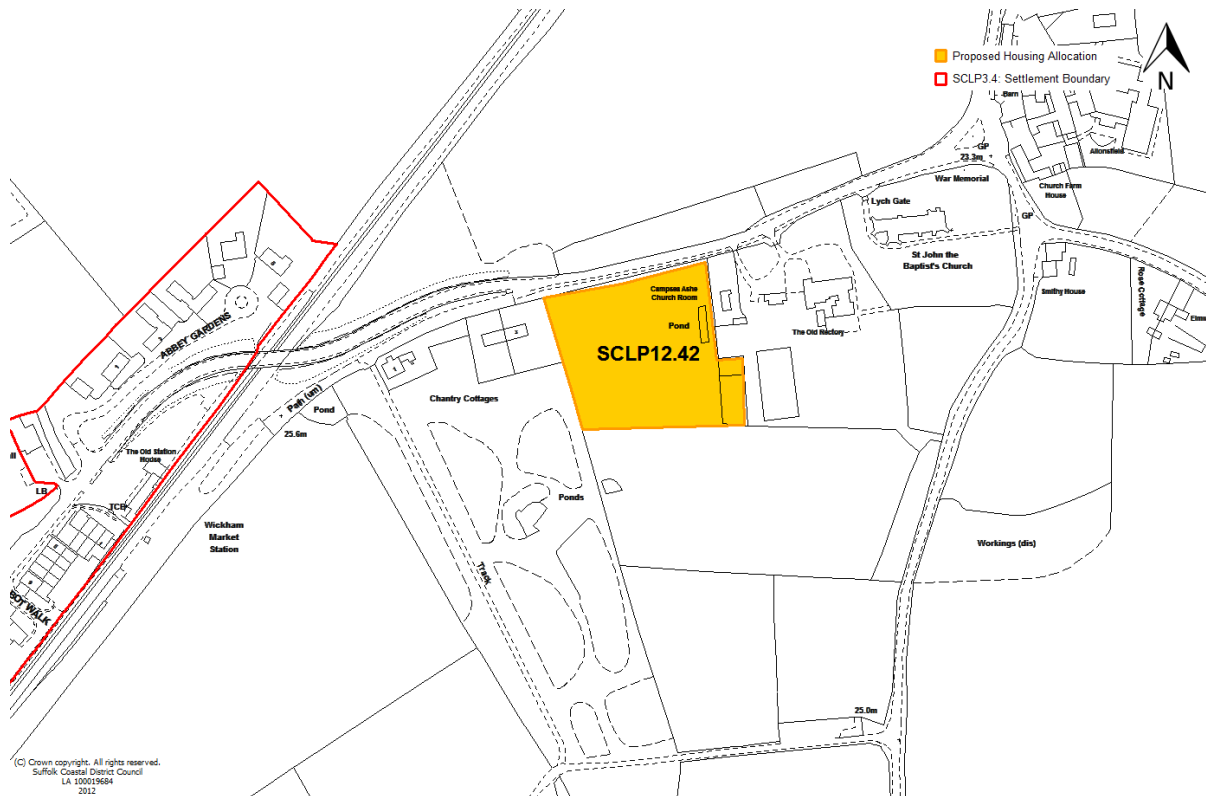 Proposed Housing Allocation
SCLP3.4: Settlement Boundary
N
Barn
GP
23.3m
Allonsfield
War Memorial
Church Farm
House
Lych Gate
GP
St John the
Baptist's Church
Smithy House
Rose Cottage
Campsea Ashe
Church Room
Pond
The Old Rectory
SCLP12.42
ABBEY GARDENS
Path (um)
Pond
25.6m
Chantry Cottages
The Old Station
House
LB
TCB
Wickham
Market
Station
Ponds
Track
Workings (dis)
BOT WALK
25.0m
(C) Crown copyright. All rights reserved.
Suffolk Coastal District Council
LA 100019684
2012